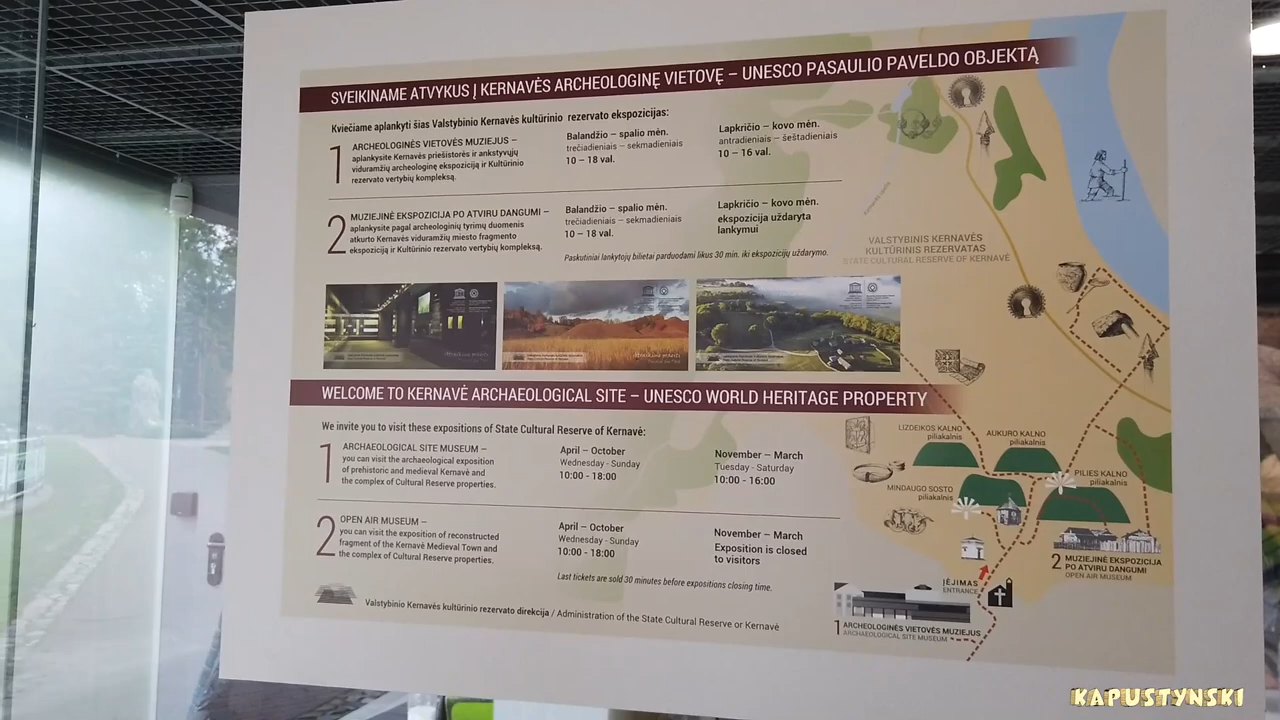 SVEIKINAME ATVYKUS Į KERNAVĖS ARCHEOLOGINĘ VIETOVĘ – UNESCO PASAULIO PAVELDO OBJEKTĄ
Kviečiame aplankyti šias Valstybinio Kernavės kultūrinio rezervato ekspozicijas:
1
ARCHEOLOGINĖS VIETOVĖS MUZIEJUS –
aplankysite Kernavės priešistorės ir ankstyvųjų
viduramžių archeologinę ekspoziciją ir Kultūrinio
rezervato vertybių kompleksą.
Balandžio – spalio mėn.
trečiadieniais – sekmadieniais
10 – 18 val.
Lapkričio – kovo mėn.
antradieniais – šeštadieniais
10 – 16 val.
2
MUZIEJINĖ EKSPOZICIJA PO ATVIRU DANGUMI –
aplankysite pagal archeologinių tyrimų duomenis
atkurto Kernavės viduramžių miesto fragmento
ekspoziciją ir Kultūrinio rezervato vertybių kompleksą.
Balandžio – spalio mėn.
trečiadieniais – sekmadieniais
10 – 18 val.
Lapkričio – kovo mėn.
ekspozicija uždaryta
lankymui
Paskutiniai lankytojų bilietai parduodami likus 30 min. iki ekspozicijų uždarymo.
WELCOME TO KERNAVĖ ARCHAEOLOGICAL SITE – UNESCO WORLD HERITAGE PROPERTY
We invite you to visit these expositions of State Cultural Reserve of Kernavė:
1
ARCHAEOLOGICAL SITE MUSEUM –
you can visit the archaeological exposition
of prehistoric and medieval Kernavė and
the complex of Cultural Reserve properties.
April – October
Wednesday - Sunday
10:00 - 18:00
November – March
Tuesday - Saturday
10:00 - 16:00
2
OPEN AIR MUSEUM –
you can visit the exposition of reconstructed
fragment of the Kernavė Medieval Town and
the complex of Cultural Reserve properties.
April – October
Wednesday - Sunday
10:00 - 18:00
November – March
Exposition is closed
to visitors
Last tickets are sold 30 minutes before expositions closing time.
Valstybinio Kernavės kultūrinio rezervato direkcija / Administration of the State Cultural Reserve or Kernavė
VALSTYBINIS KERNAVĖS
KULTŪRINIS REZERVATAS
STATE CULTURAL RESERVE OF KERNAVĖ
LIZDEIKOS KALNO
piliakalnis
AUKURO KALNO
piliakalnis
MINDAUGO SOSTO
piliakalnis
PILIES KALNO
piliakalnis
2 MUZIEJINĖ EKSPOZICIJA
PO ATVIRU DANGUMI
OPEN AIR MUSEUM
ĮĖJIMAS
ENTRANCE
1 ARCHEOLOGINĖS VIETOVĖS MUZIEJUS
ARCHAEOLOGICAL SITE MUSEUM
KAPUSTYNSKI